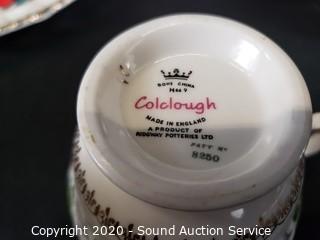 BONE CHINA
Colclough
MADE IN ENGLAND
A PRODUCT OF
RIDGWAY POTTERIES LTD
PATT NO
8250
Copyright 2020 - Sound Auction Service